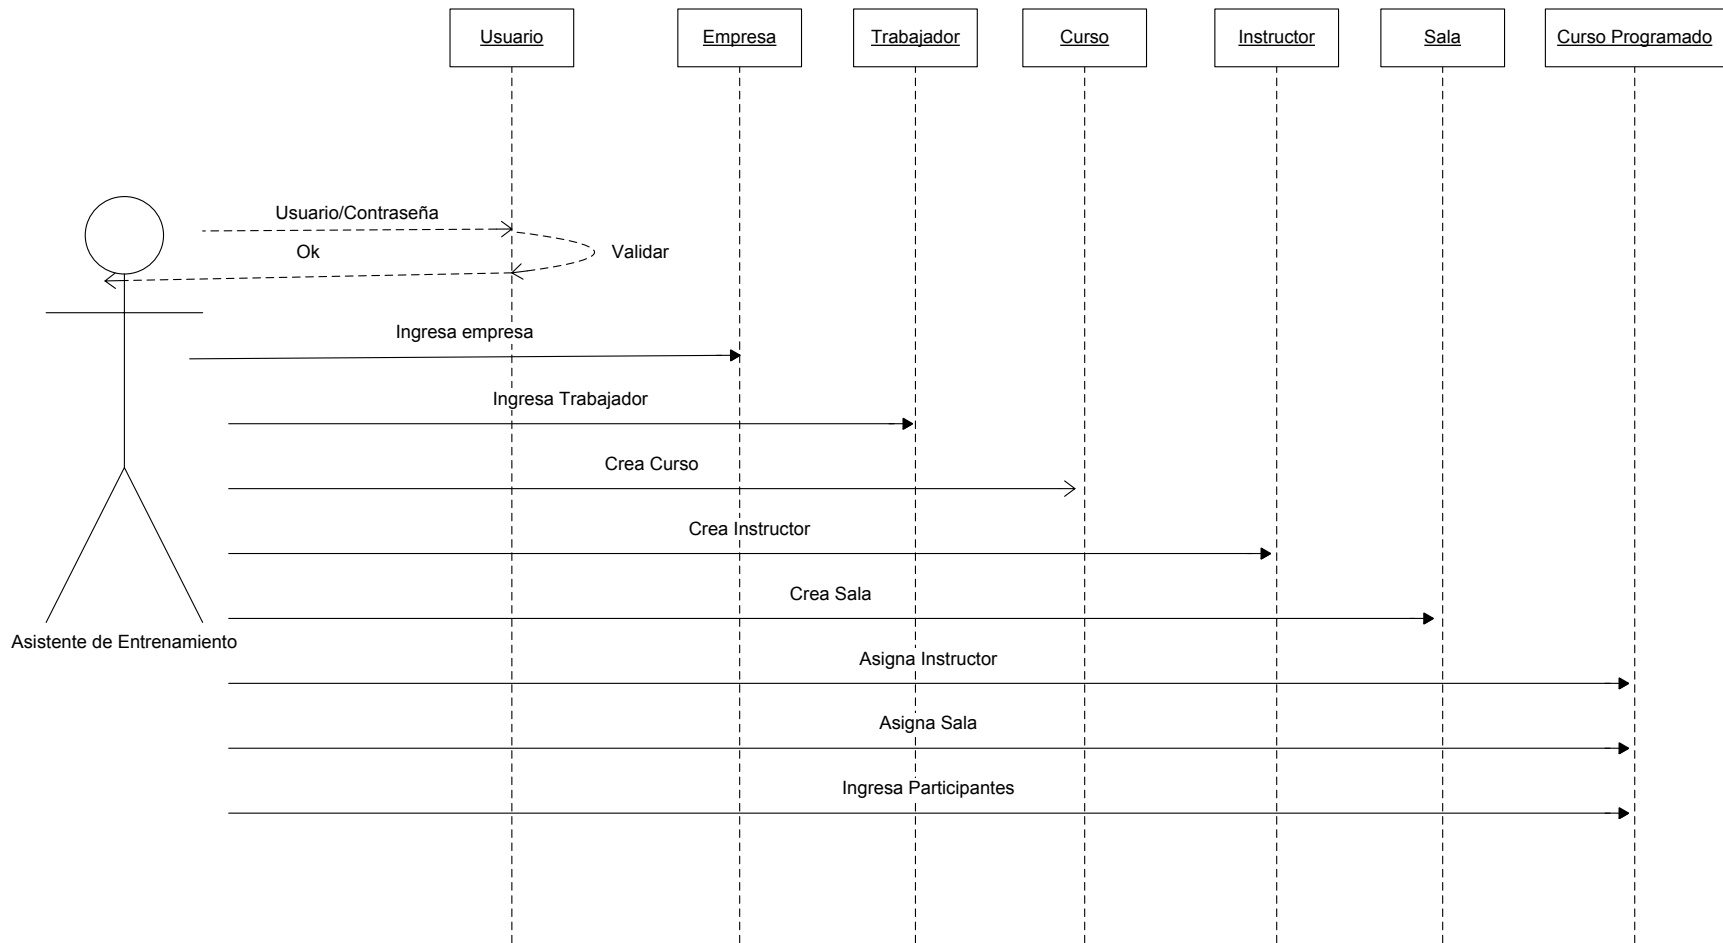 Usuario
Empresa
Trabajador
Curso
Instructor
Sala
Curso Programado
Usuario/Contraseña
Ok
Validar
Ingresa empresa
Ingresa Trabajador
Crea Curso
Crea Instructor
Crea Sala
Asistente de Entrenamiento
Asigna Instructor
Asigna Sala
Ingresa Participantes